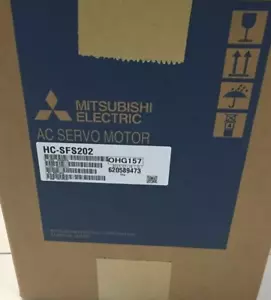 MITSUBISHI
ELECTRIC
AC SERVO MOTOR
HC-SFS202
OHG157
620589473